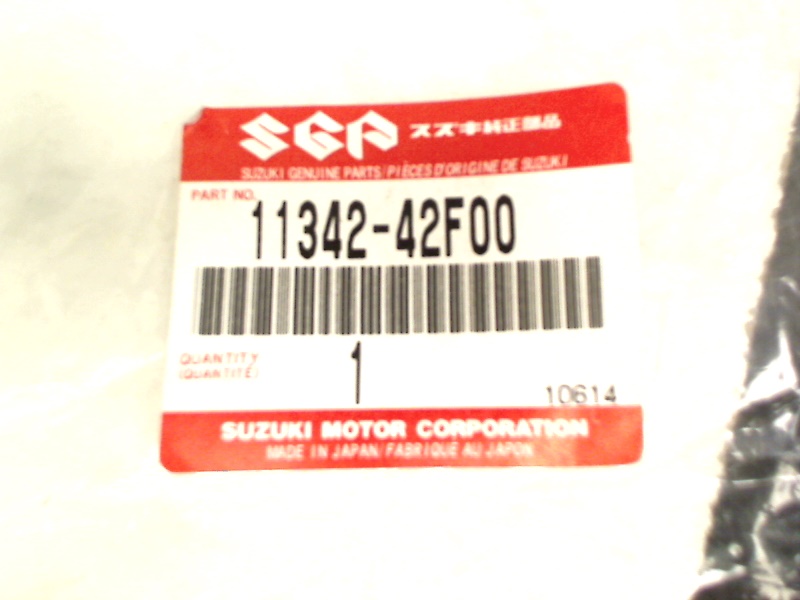 SGP スズキ純正部品
SUZUKI GENUINE PARTS/PIÈCES D'ORIGINE DE SUZUKI
PART NO.
11342-42F00
QUANTITY
(QUANTITÉ)
1
10614
SUZUKI MOTOR CORPORATION
MADE IN JAPAN/FABRIQUE AU JAPON